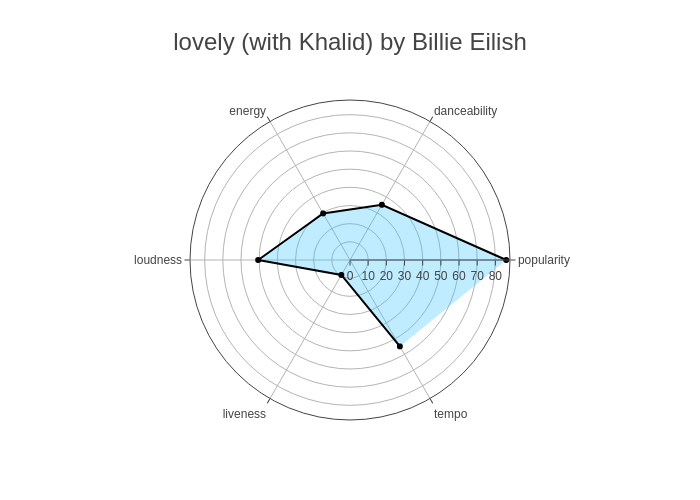 lovely (with Khalid) by Billie Eilish
energy
danceability
loudness
popularity
0 10 20 30 40 50 60 70 80
liveness
tempo